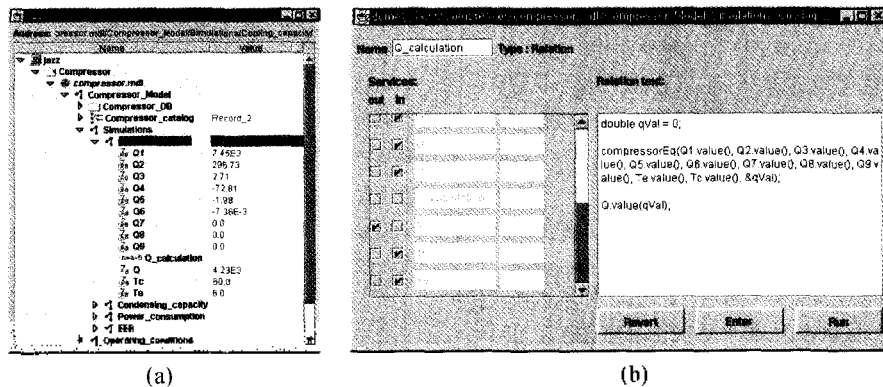 Address: pressor.mdl/Compressor_Model/Simulations/Cooling_capacity
Name Value
jazz
Compressor
compressor.mdl
Compressor_Model
Compressor_DB
Compressor_catalog Record_2
Simulations
Q1 7.45E3
Q2 296.73
Q3 2.71
Q4 -72.81
Q5 -1.98
Q6 -7.36E-3
Q7 0.0
Q8 0.0
Q9 0.0
Q_calculation
Q 4.23E3
Tc 60.0
Te 6.0
Condensing_capacity
Power_consumption
EER
Operating_conditions
(a)
Name Q_calculation Type : Relation
Services: Relation text:
out in
double qVal = 0;
compressorEq(Q1.value(), Q2.value(), Q3.value(), Q4.va
lue(), Q5.value(), Q6.value(), Q7.value(), Q8.value(), Q9.v
alue(), Te.value(), Tc.value(), &qVal);
Q.value(qVal);
Revert Enter Run
(b)